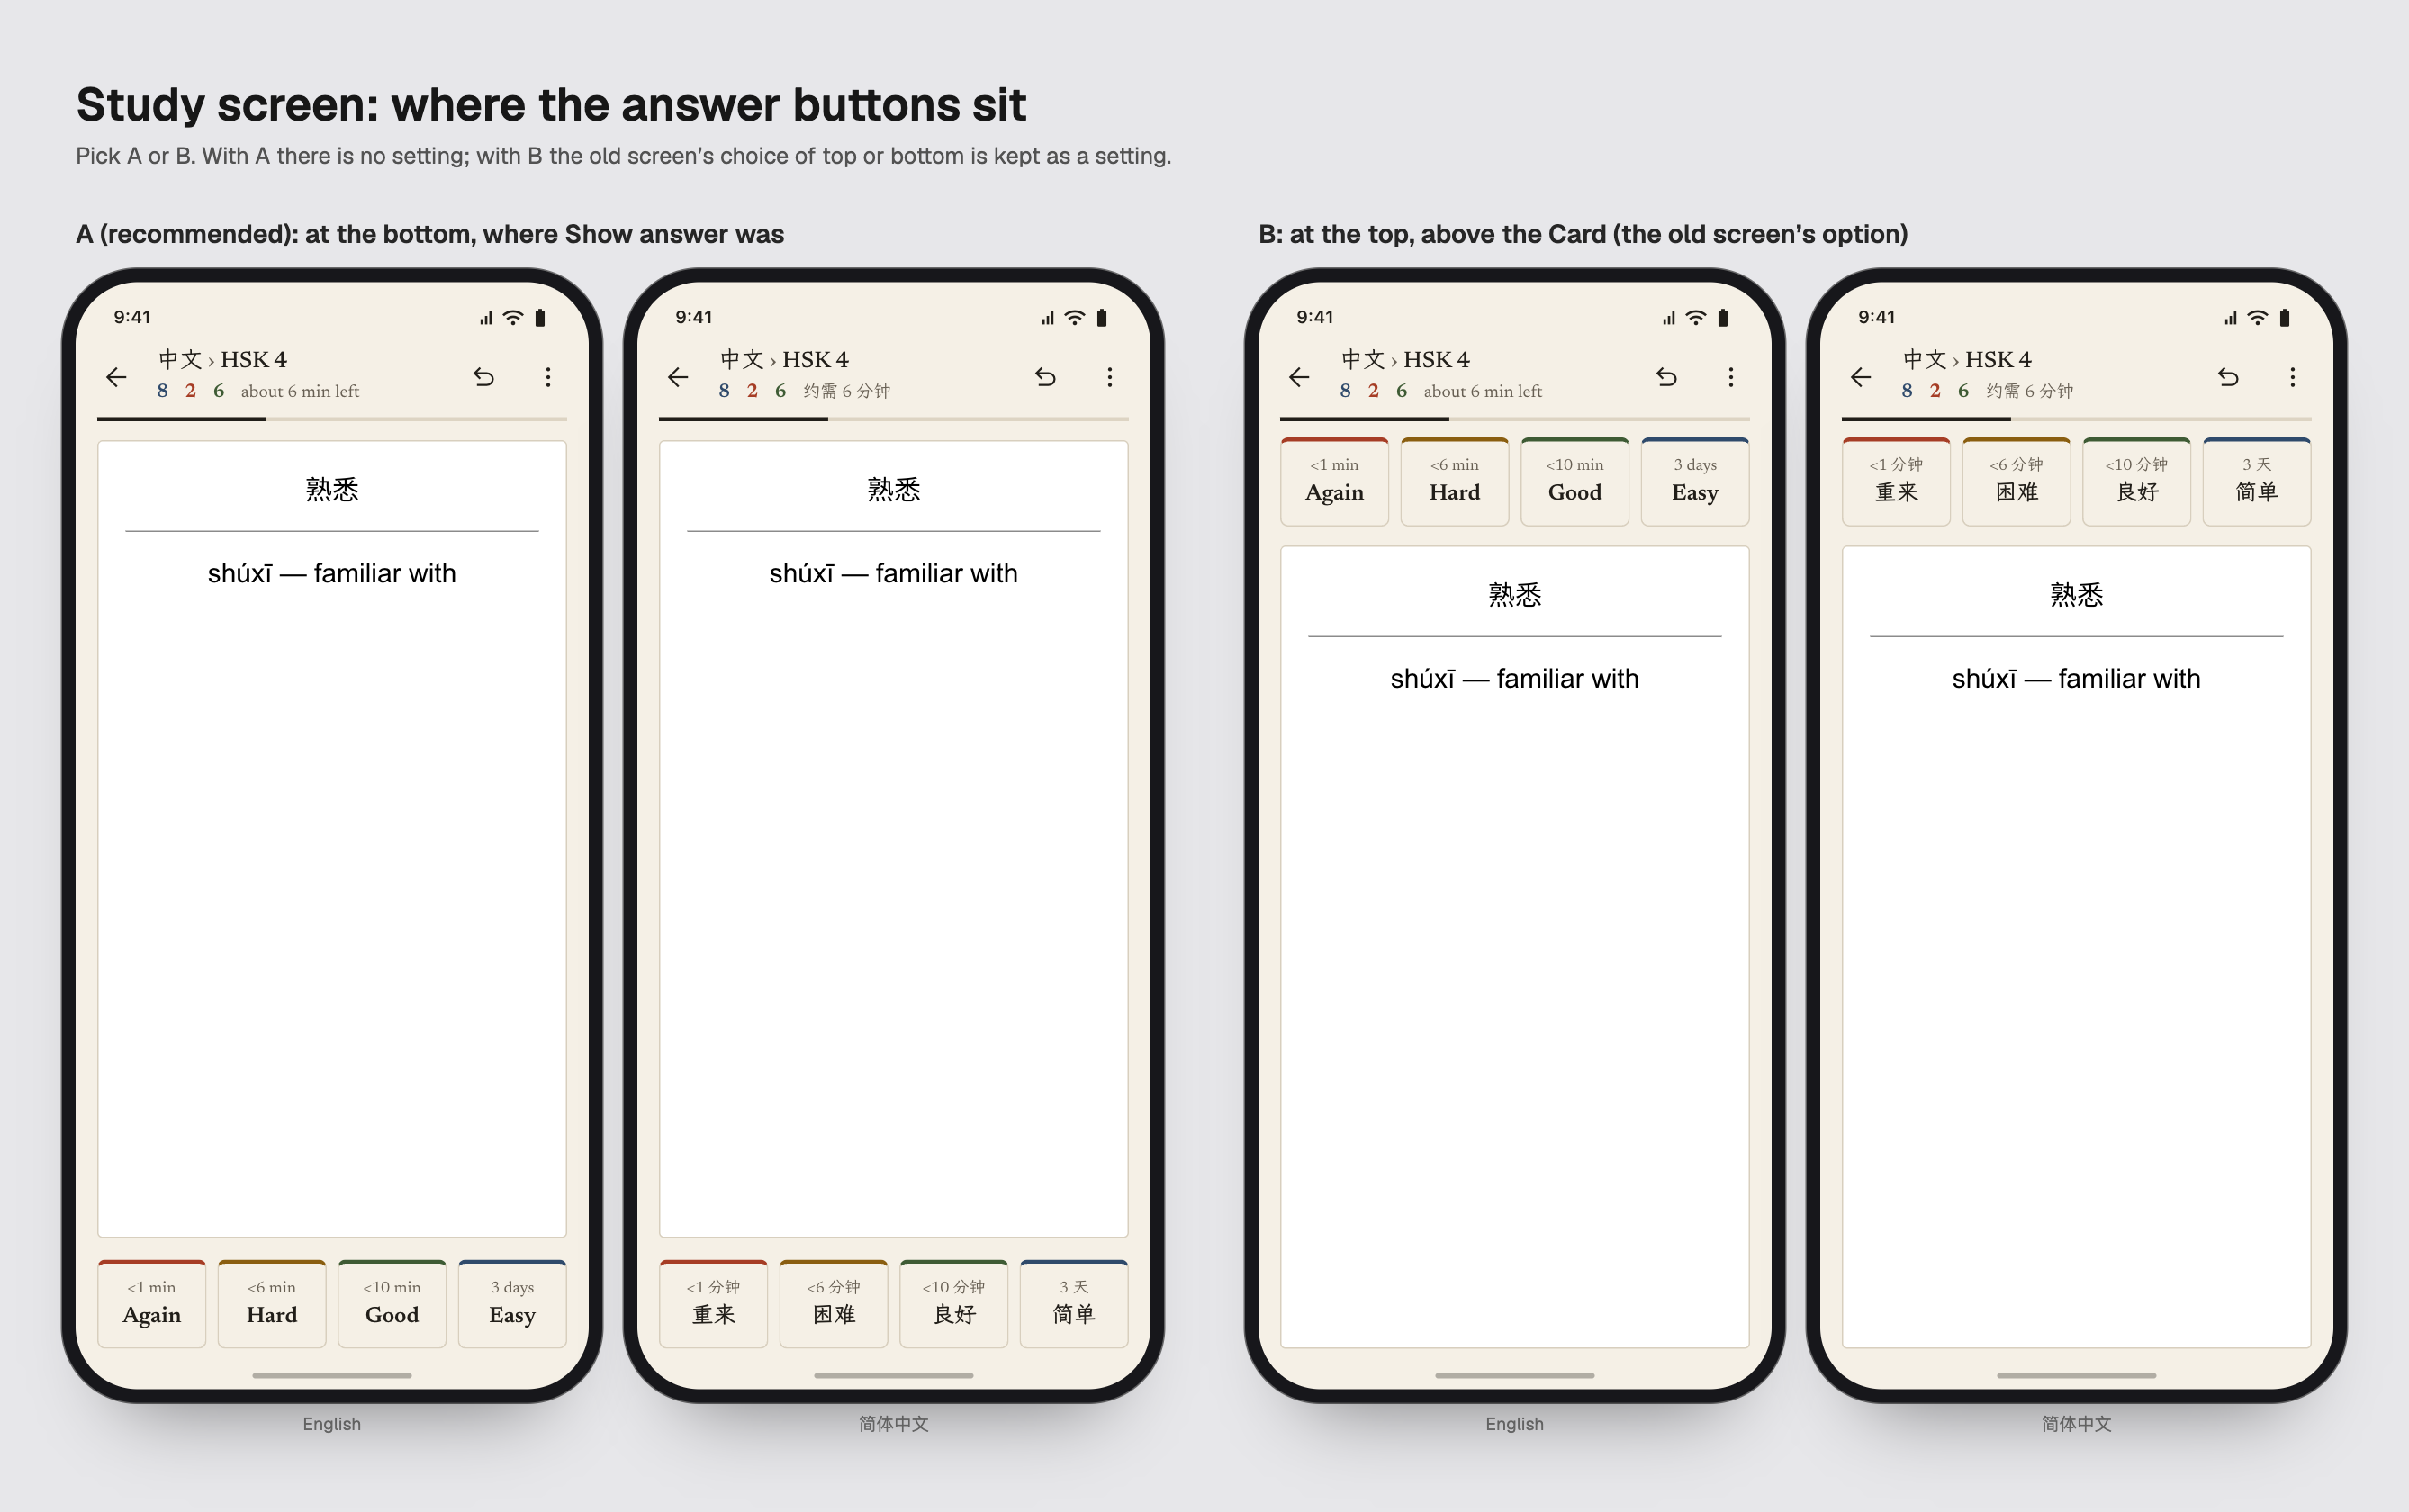 Study screen: where the answer buttons sit
Pick A or B. With A there is no setting; with B the old screen’s choice of top or bottom is kept as a setting.
A (recommended): at the bottom, where Show answer was
9:41
中文 › HSK 4
8 2 6 about 6 min left
熟悉
shúxī — familiar with
<1 min
Again
<6 min
Hard
<10 min
Good
3 days
Easy
English
9:41
中文 › HSK 4
8 2 6 约需 6 分钟
熟悉
shúxī — familiar with
<1 分钟
重来
<6 分钟
困难
<10 分钟
良好
3 天
简单
简体中文
B: at the top, above the Card (the old screen’s option)
9:41
中文 › HSK 4
8 2 6 about 6 min left
<1 min
Again
<6 min
Hard
<10 min
Good
3 days
Easy
熟悉
shúxī — familiar with
English
9:41
中文 › HSK 4
8 2 6 约需 6 分钟
<1 分钟
重来
<6 分钟
困难
<10 分钟
良好
3 天
简单
熟悉
shúxī — familiar with
简体中文